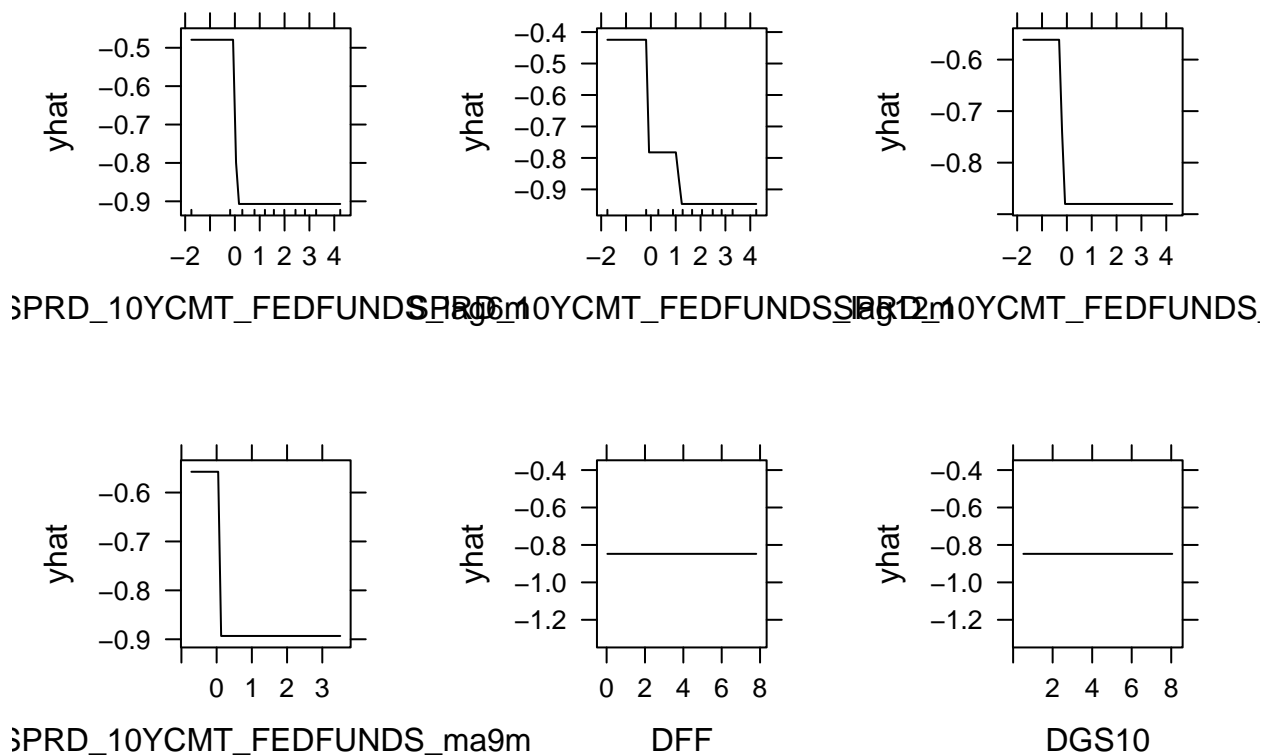 yhat
−0.5
−0.6
−0.7
−0.8
−0.9
−2 0 1 2 3 4
SPRD_10YCMT_FEDFUNDS_lag6m
yhat
−0.4
−0.5
−0.6
−0.7
−0.8
−0.9
−2 0 1 2 3 4
SPRD_10YCMT_FEDFUNDS_lag12m
yhat
−0.6
−0.7
−0.8
−2 0 1 2 3 4
SPRD_10YCMT_FEDFUNDS_
yhat
−0.6
−0.7
−0.8
−0.9
0 1 2 3
SPRD_10YCMT_FEDFUNDS_ma9m
yhat
−0.4
−0.6
−0.8
−1.0
−1.2
0 2 4 6 8
DFF
yhat
−0.4
−0.6
−0.8
−1.0
−1.2
2 4 6 8
DGS10